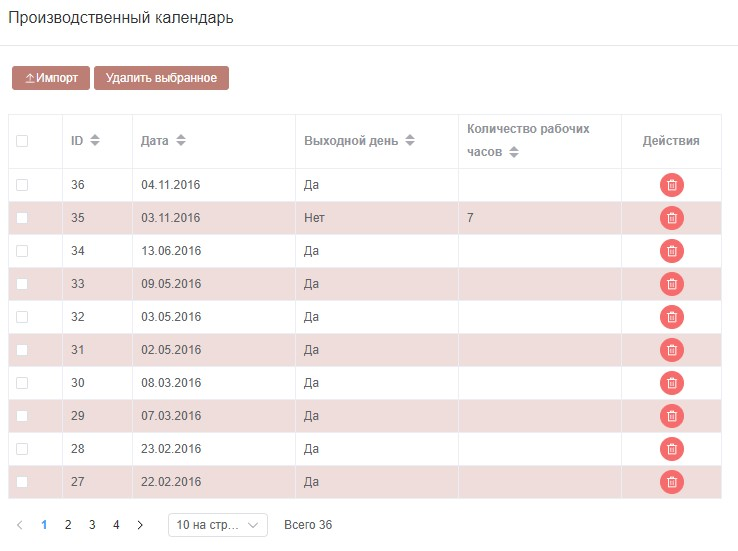 Производственный календарь
Импорт Удалить выбранное
ID Дата Выходной день Количество рабочих часов Действия
36 04.11.2016 Да
35 03.11.2016 Нет 7
34 13.06.2016 Да
33 09.05.2016 Да
32 03.05.2016 Да
31 02.05.2016 Да
30 08.03.2016 Да
29 07.03.2016 Да
28 23.02.2016 Да
27 22.02.2016 Да
1 2 3 4 10 на стр... Всего 36